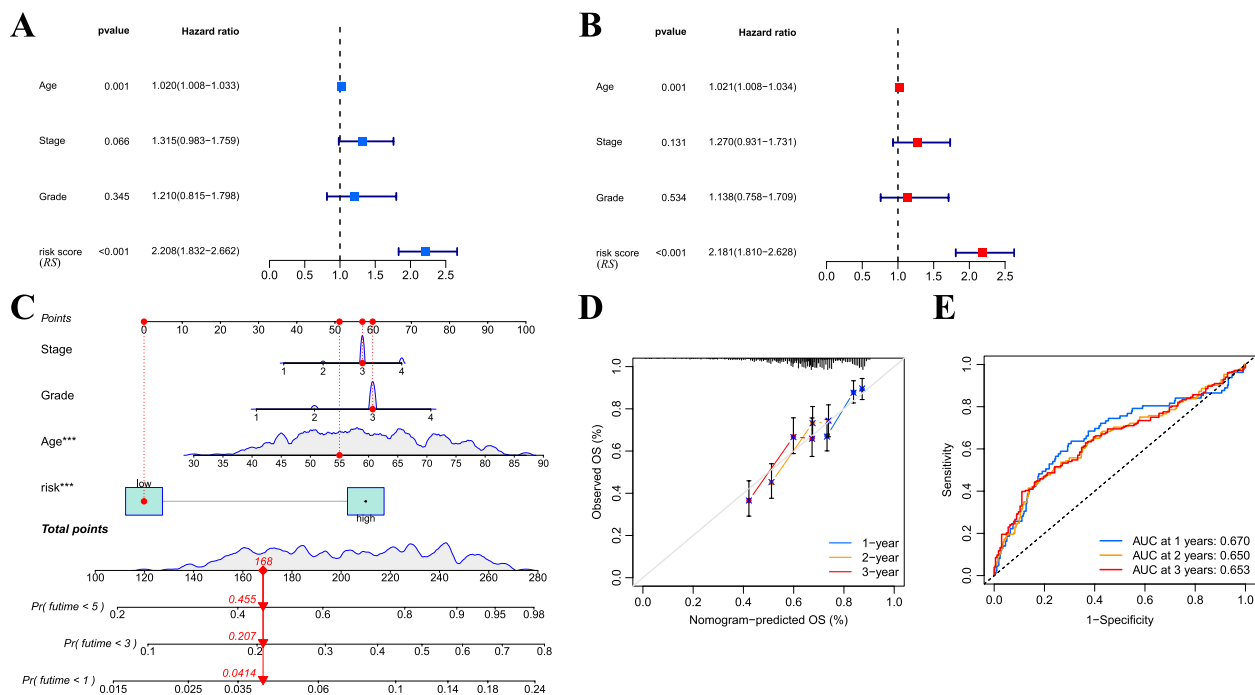 A
pvalue Hazard ratio
Age 0.001 1.020(1.008−1.033)
Stage 0.066 1.315(0.983−1.759)
Grade 0.345 1.210(0.815−1.798)
risk score <0.001 2.208(1.832−2.662)
(RS)
0.0 0.5 1.0 1.5 2.0 2.5
B
pvalue Hazard ratio
Age 0.001 1.021(1.008−1.034)
Stage 0.131 1.270(0.931−1.731)
Grade 0.534 1.138(0.758−1.709)
risk score <0.001 2.181(1.810−2.628)
(RS)
0.0 0.5 1.0 1.5 2.0 2.5
C
Points
0 10 20 30 40 50 60 70 80 90 100
Stage
1 2 3 4
Grade
1 2 3 4
Age***
30 35 40 45 50 55 60 65 70 75 80 85 90
risk***
low
high
Total points
168
100 120 140 160 180 200 220 240 260 280
0.455
Pr( futime < 5 )
0.2 0.4 0.6 0.8 0.9 0.95 0.98
0.207
Pr( futime < 3 )
0.1 0.2 0.3 0.4 0.5 0.6 0.7 0.8
0.0414
Pr( futime < 1 )
0.015 0.025 0.035 0.06 0.1 0.14 0.18 0.24
D
Observed OS (%)
1.0
0.8
0.6
0.4
0.2
0.0
1−year
2−year
3−year
0.0 0.2 0.4 0.6 0.8 1.0
Nomogram−predicted OS (%)
E
Sensitivity
1.0
0.8
0.6
0.4
0.2
0.0
AUC at 1 years: 0.670
AUC at 2 years: 0.650
AUC at 3 years: 0.653
0.0 0.2 0.4 0.6 0.8 1.0
1−Specificity